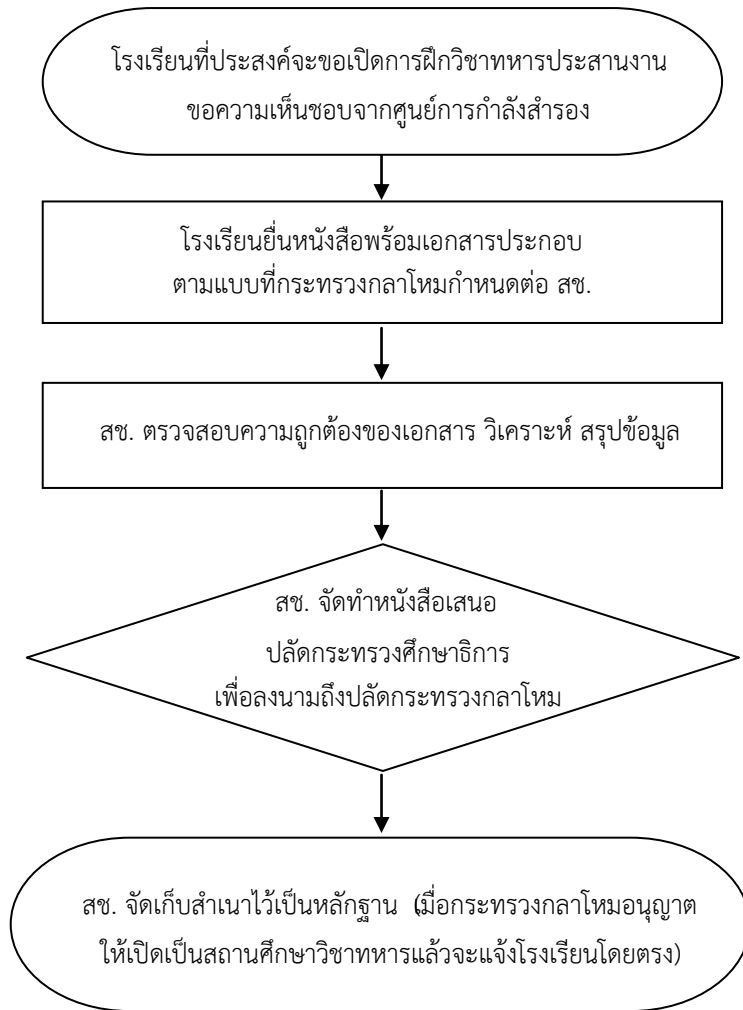 โรงเรียนที่ประสงค์จะขอเปิดการฝึกวิชาทหารประสานงาน
ขอความเห็นชอบจากศูนย์การกำลังสำรอง
โรงเรียนยื่นหนังสือพร้อมเอกสารประกอบ
ตามแบบที่กระทรวงกลาโหมกำหนดต่อ สช.
สช. ตรวจสอบความถูกต้องของเอกสาร วิเคราะห์ สรุปข้อมูล
สช. จัดทำหนังสือเสนอ
ปลัดกระทรวงศึกษาธิการ
เพื่อลงนามถึงปลัดกระทรวงกลาโหม
สช. จัดเก็บสำเนาไว้เป็นหลักฐาน (เมื่อกระทรวงกลาโหมอนุญาต
ให้เปิดเป็นสถานศึกษาวิชาทหารแล้วจะแจ้งโรงเรียนโดยตรง)